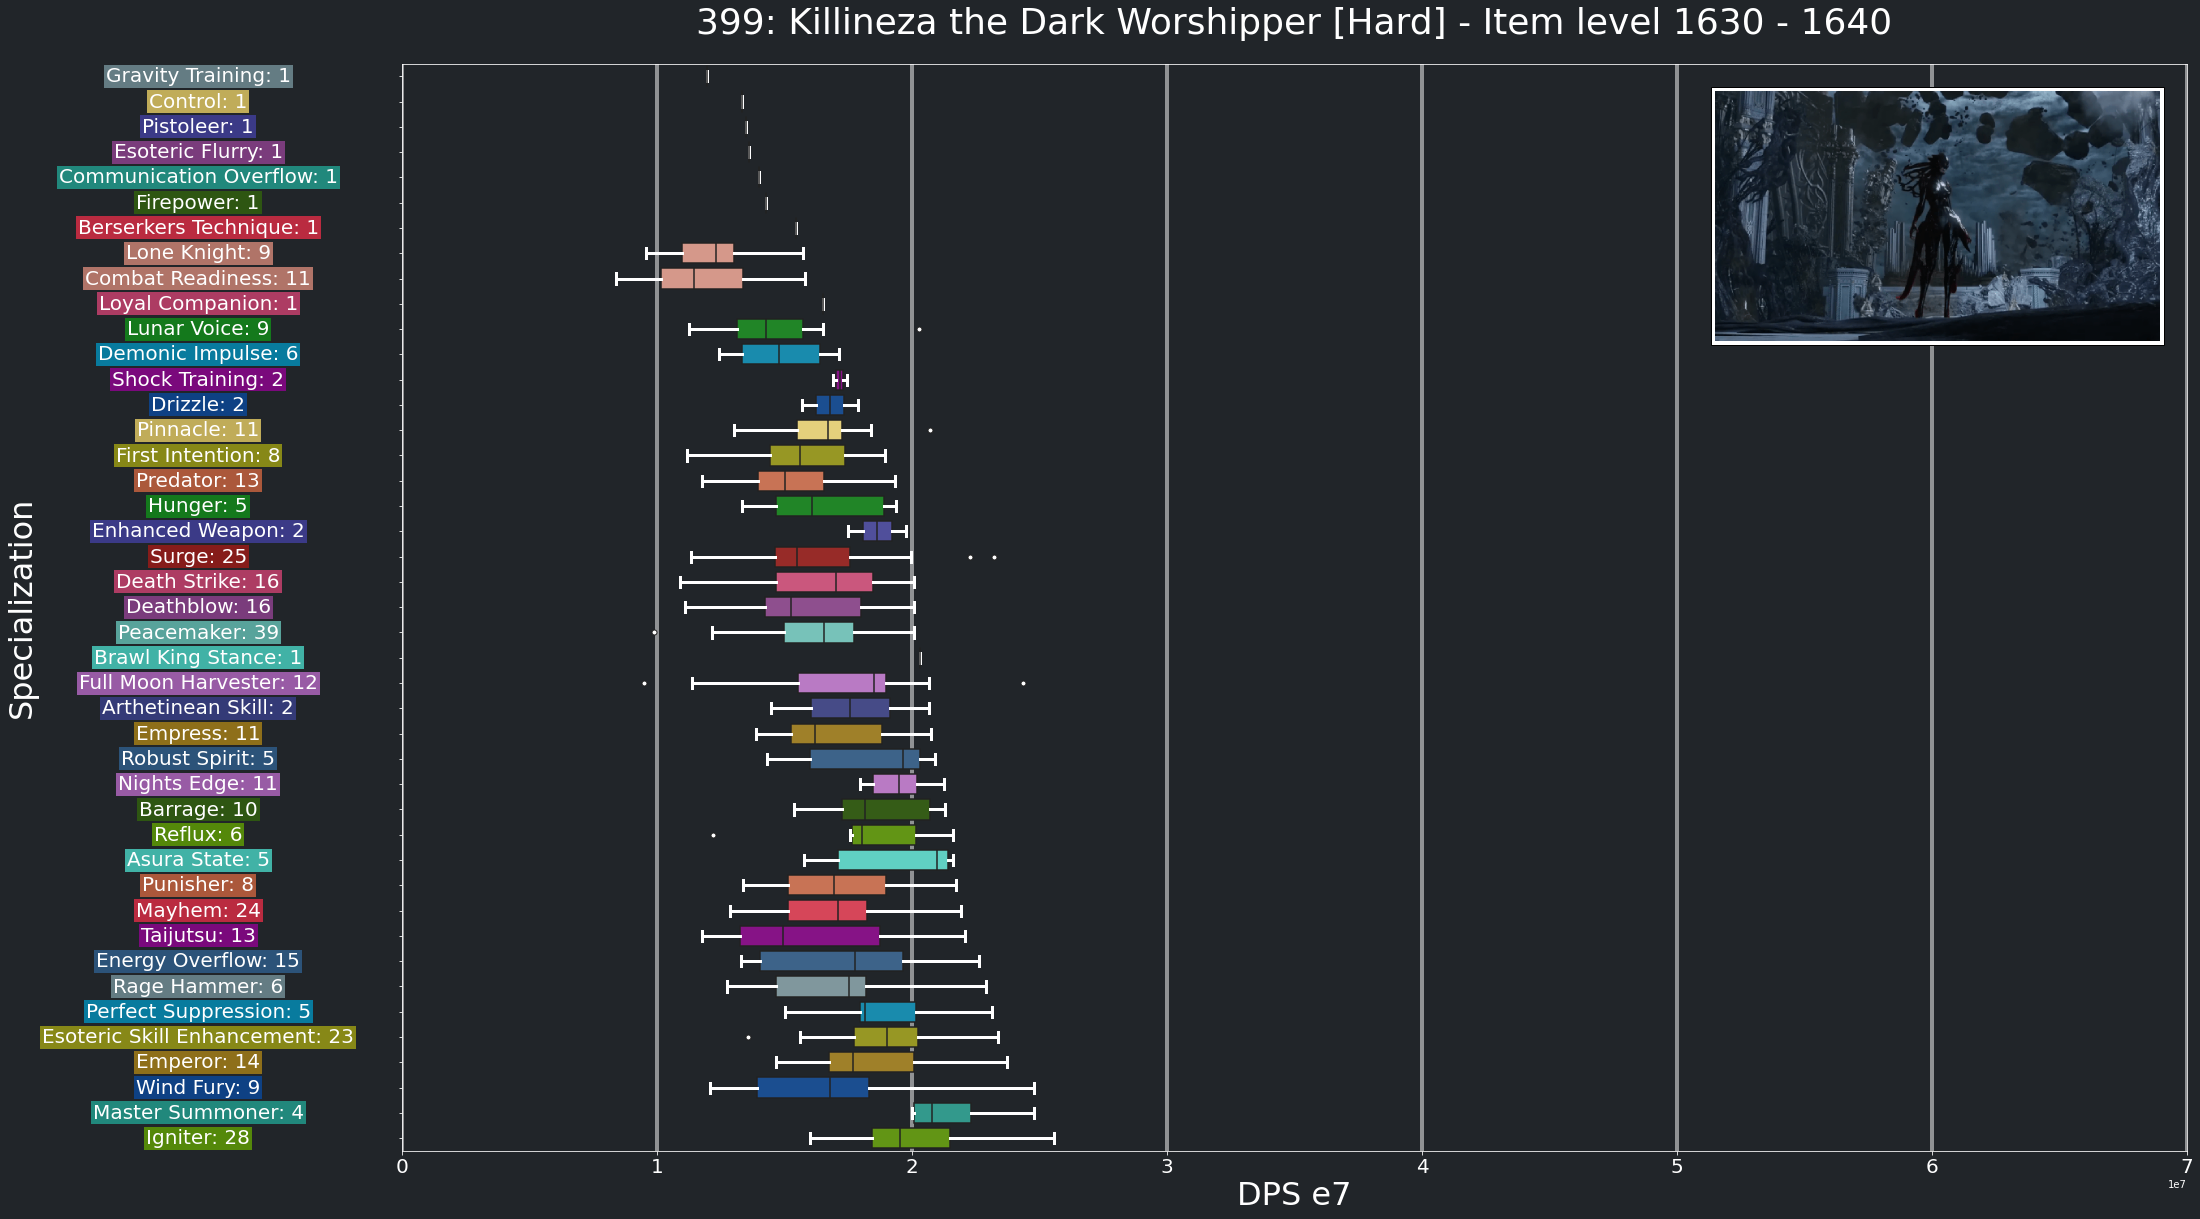 399: Killineza the Dark Worshipper [Hard] - Item level 1630 - 1640
Specialization
Gravity Training: 1
Control: 1
Pistoleer: 1
Esoteric Flurry: 1
Communication Overflow: 1
Firepower: 1
Berserkers Technique: 1
Lone Knight: 9
Combat Readiness: 11
Loyal Companion: 1
Lunar Voice: 9
Demonic Impulse: 6
Shock Training: 2
Drizzle: 2
Pinnacle: 11
First Intention: 8
Predator: 13
Hunger: 5
Enhanced Weapon: 2
Surge: 25
Death Strike: 16
Deathblow: 16
Peacemaker: 39
Brawl King Stance: 1
Full Moon Harvester: 12
Arthetinean Skill: 2
Empress: 11
Robust Spirit: 5
Nights Edge: 11
Barrage: 10
Reflux: 6
Asura State: 5
Punisher: 8
Mayhem: 24
Taijutsu: 13
Energy Overflow: 15
Rage Hammer: 6
Perfect Suppression: 5
Esoteric Skill Enhancement: 23
Emperor: 14
Wind Fury: 9
Master Summoner: 4
Igniter: 28
0 1 2 3 4 5 6 7
1e7
DPS e7